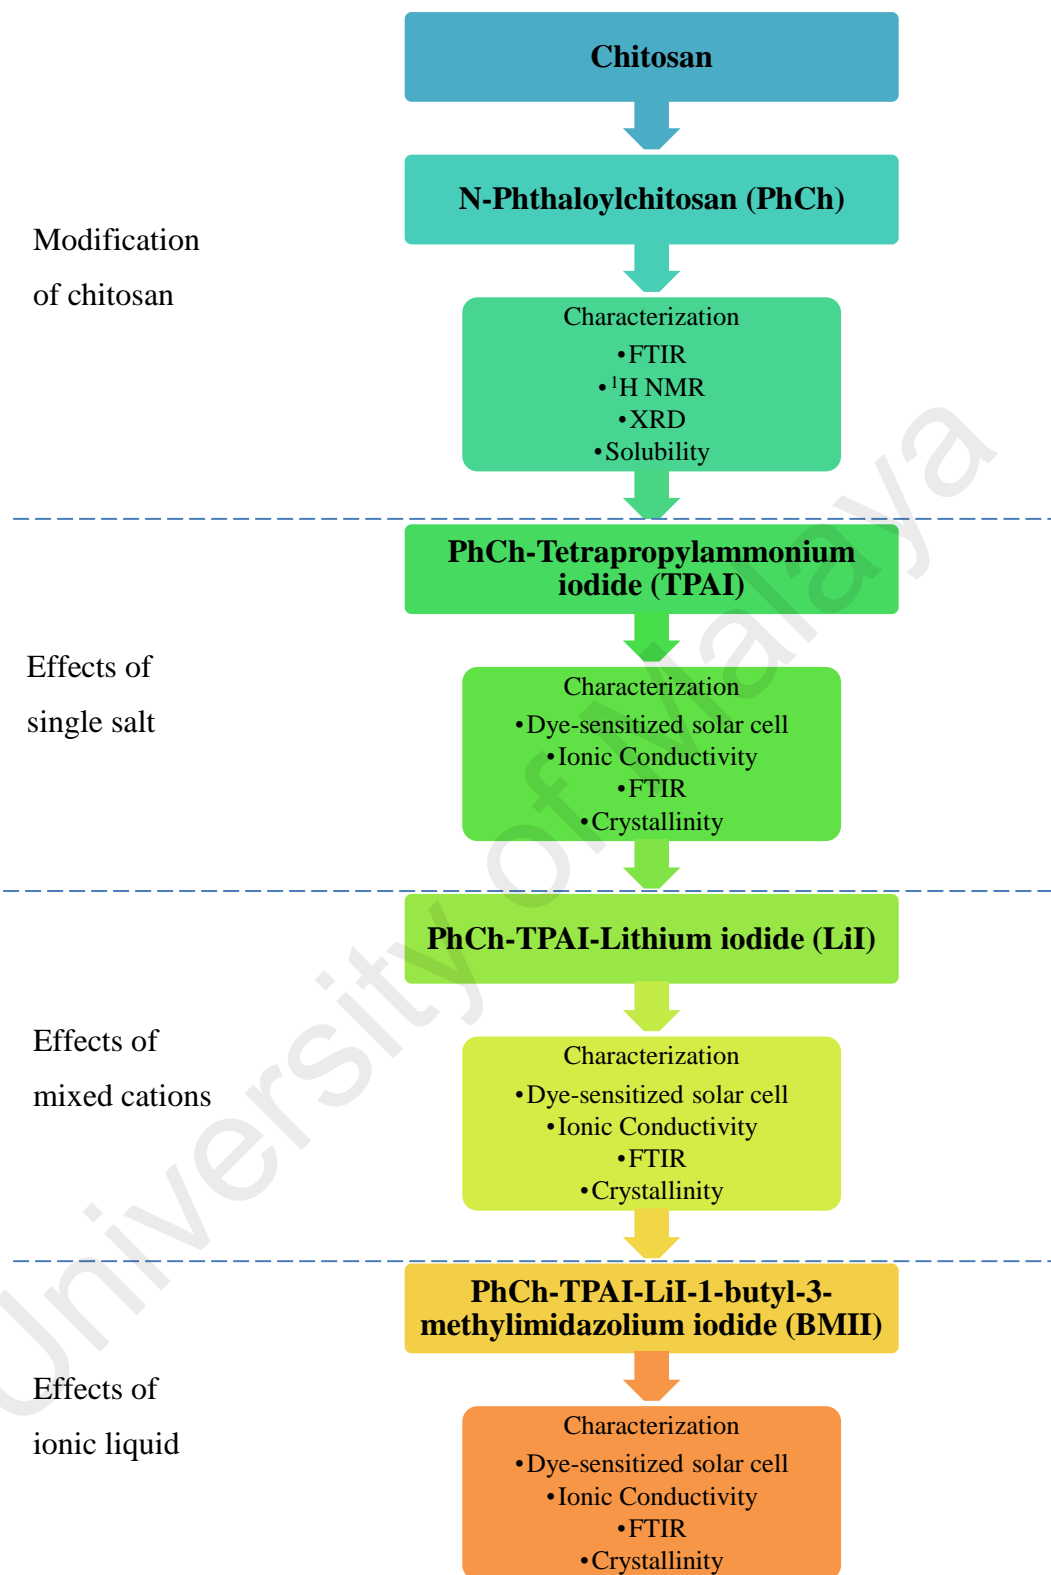 Chitosan
N-Phthaloylchitosan (PhCh)
Modification
of chitosan
Characterization
•FTIR
•¹H NMR
•XRD
•Solubility
PhCh-Tetrapropylammonium
iodide (TPAI)
Effects of
single salt
Characterization
•Dye-sensitized solar cell
•Ionic Conductivity
•FTIR
•Crystallinity
PhCh-TPAI-Lithium iodide (LiI)
Effects of
mixed cations
Characterization
•Dye-sensitized solar cell
•Ionic Conductivity
•FTIR
•Crystallinity
PhCh-TPAI-LiI-1-butyl-3-
methylimidazolium iodide (BMII)
Effects of
ionic liquid
Characterization
•Dye-sensitized solar cell
•Ionic Conductivity
•FTIR
•Crystallinity
University of Malaya